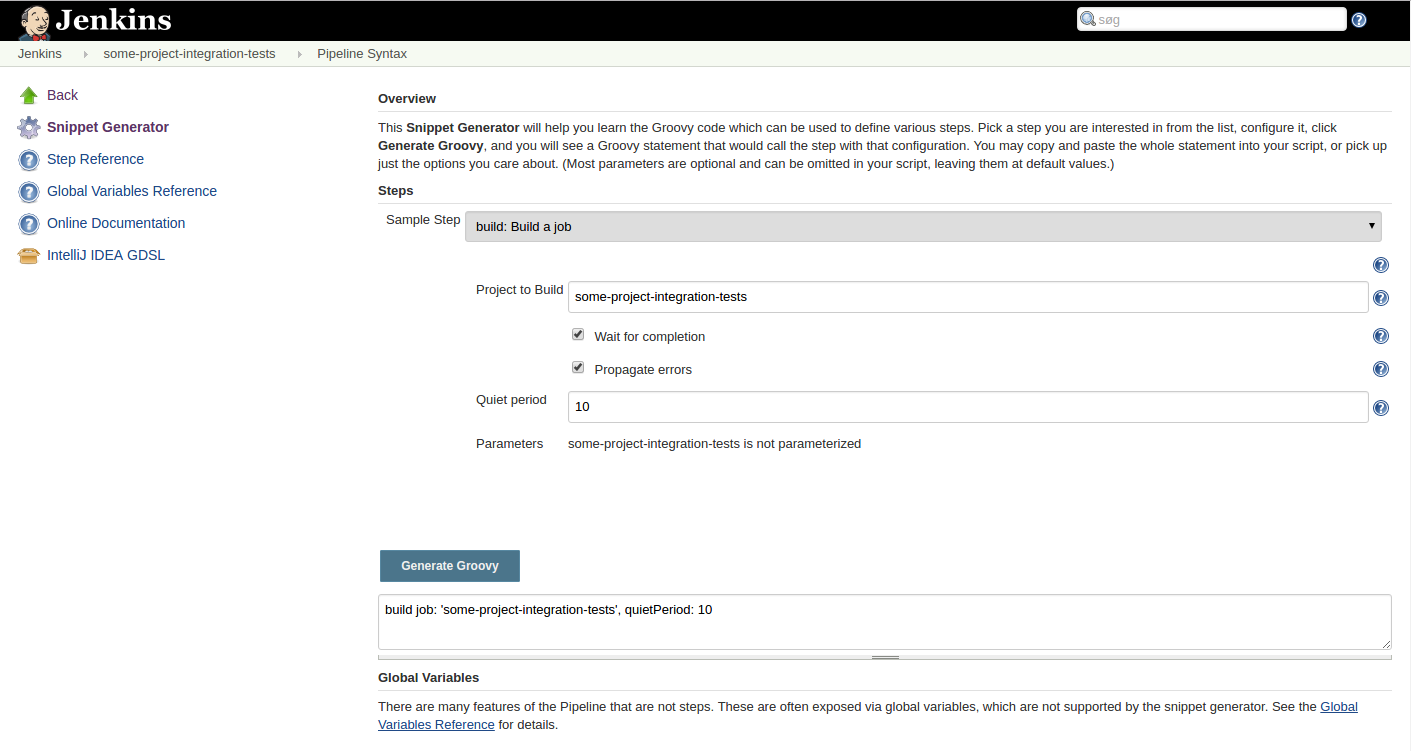 Jenkins
søg
Jenkins
some-project-integration-tests
Pipeline Syntax
Back
Snippet Generator
Step Reference
Global Variables Reference
Online Documentation
IntelliJ IDEA GDSL
Overview
This Snippet Generator will help you learn the Groovy code which can be used to define various steps. Pick a step you are interested in from the list, configure it, click
Generate Groovy, and you will see a Groovy statement that would call the step with that configuration. You may copy and paste the whole statement into your script, or pick up
just the options you care about. (Most parameters are optional and can be omitted in your script, leaving them at default values.)
Steps
Sample Step
build: Build a job
Project to Build
some-project-integration-tests
Wait for completion
Propagate errors
Quiet period
10
Parameters
some-project-integration-tests is not parameterized
Generate Groovy
build job: 'some-project-integration-tests', quietPeriod: 10
Global Variables
There are many features of the Pipeline that are not steps. These are often exposed via global variables, which are not supported by the snippet generator. See the Global
Variables Reference for details.